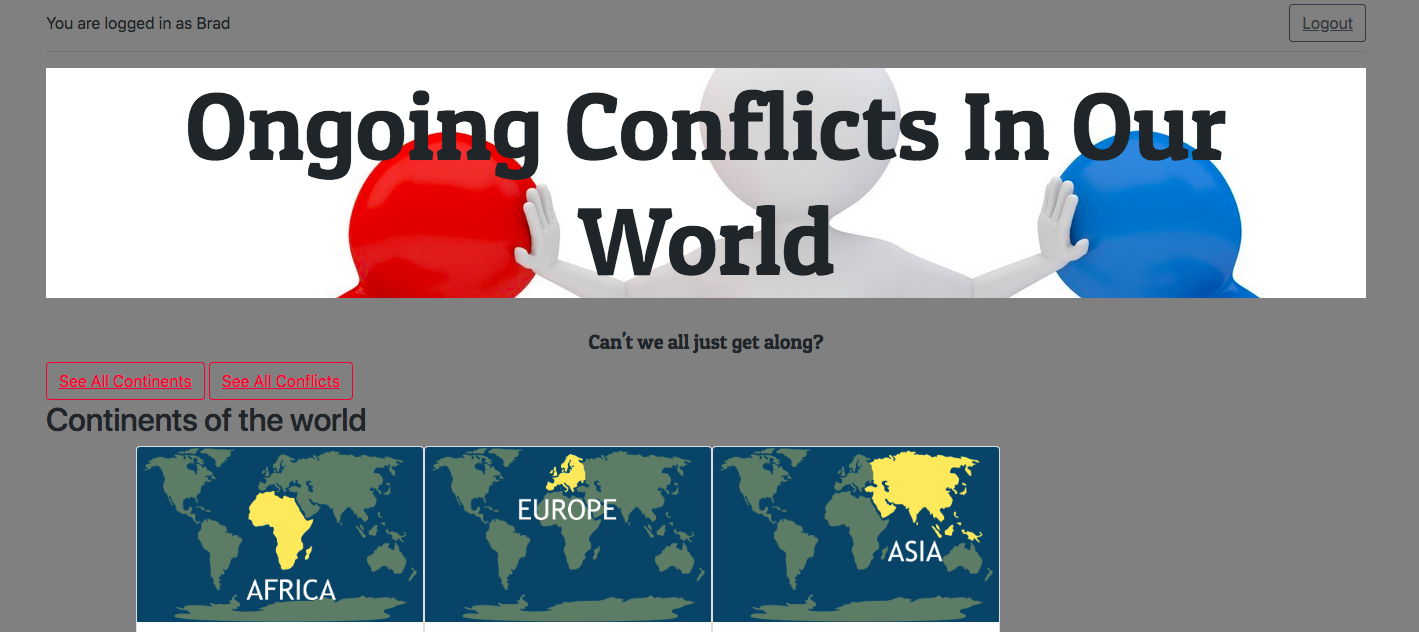 You are logged in as Brad
Logout
Ongoing Conflicts In Our
World
Can't we all just get along?
See All Continents See All Conflicts
Continents of the world
AFRICA
EUROPE
ASIA